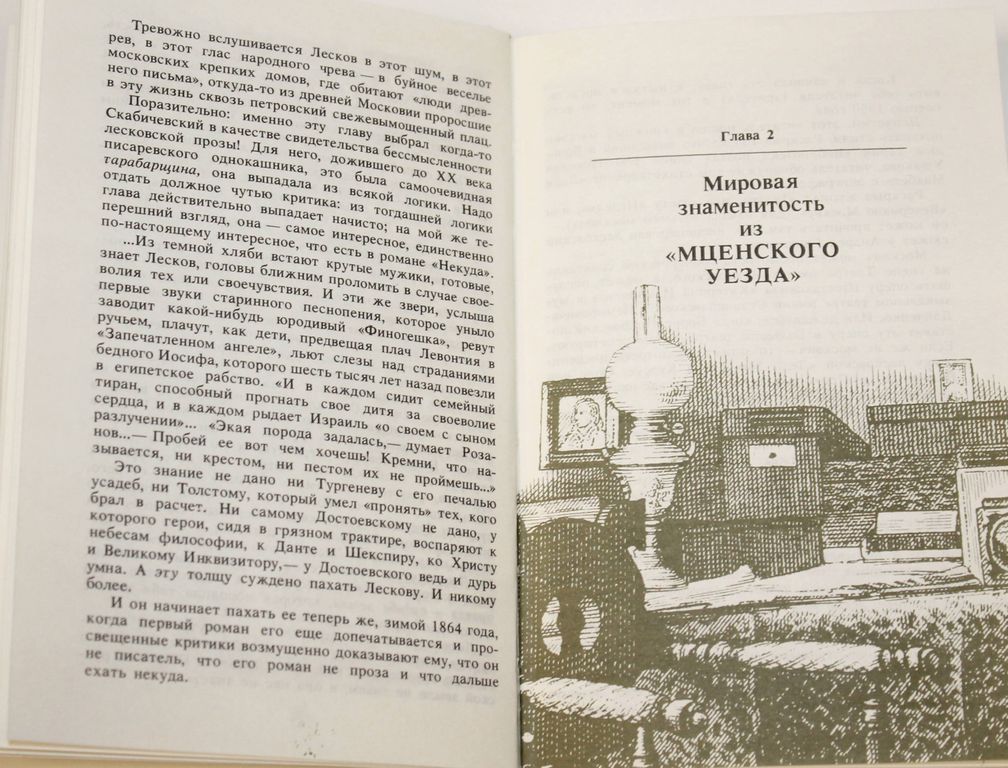 Тревожно вслушивается Лесков в этот шум, в этот
рев, в этот глас народного чрева — в буйное веселье
московских крепких домов, где обитают «люди древ-
него письма», откуда-то из древней Московии проросшие
в эту жизнь сквозь петровский свежевымощенный плац.
Поразительно: именно эту главу выбрал когда-то
Скабичевский в качестве свидетельства бессмысленности
лесковской прозы! Для него, дожившего до XX века
писаревского однокашника, это была самоочевидная
тарабарщина, она выпадала из всякой логики. Надо
отдать должное чутью критика: из тогдашней логики
глава действительно выпадает начисто; на мой же те-
перешний взгляд, она — самое интересное, единственно
по-настоящему интересное, что есть в романе «Некуда».
...Из темной хляби встают крутые мужики, готовые,
знает Лесков, головы ближним проломить в случае свое-
волия тех или своечувствия. И эти же звери, услыша
первые звуки старинного песнопения, которое уныло
заводит какой-нибудь юродивый «Финогешка», ревут
ручьем, плачут, как дети, предвещая плач Левонтия в
«Запечатленном ангеле», льют слезы над страданиями
бедного Иосифа, которого шесть тысяч лет назад повезли
в египетское рабство. «И в каждом сидит семейный
тиран, способный прогнать свое дитя за своеволие
сердца, и в каждом рыдает Израиль «о своем с сыном
разлучении»... «Экая порода задалась,— думает Роза-
нов...— Пробей ее вот чем хочешь! Кремни, что на-
зывается, ни крестом, ни пестом их не проймешь...»
Это знание не дано ни Тургеневу с его печалью
усадеб, ни Толстому, который умел «пронять» тех, кого
брал в расчет. Ни самому Достоевскому не дано, у
которого герои, сидя в грязном трактире, воспаряют к
небесам философии, к Данте и Шекспиру, ко Христу
и Великому Инквизитору,— у Достоевского ведь и дурь
умна. А эту толщу суждено пахать Лескову. И никому
более.
И он начинает пахать ее теперь же, зимой 1864 года,
когда первый роман его еще допечатывается и про-
свещенные критики возмущенно доказывают ему, что он
не писатель, что его роман не проза и что дальше
ехать некуда.
Глава 2
Мировая
знаменитость
из
«МЦЕНСКОГО
УЕЗДА»